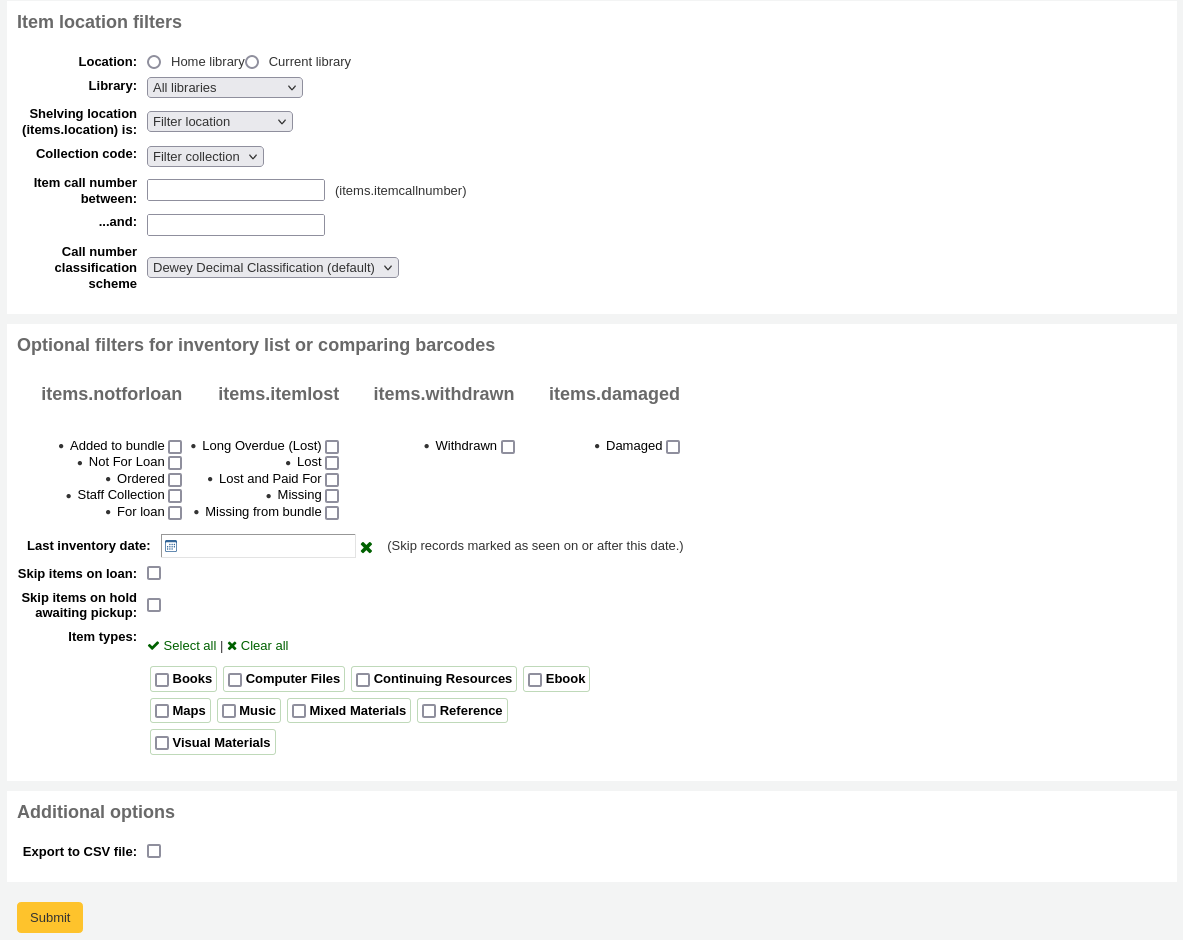 Item location filters
Location: Home library Current library
Library: All libraries
Shelving location
(items.location) is: Filter location
Collection code: Filter collection
Item call number
between: (items.itemcallnumber)
...and:
Call number
classification
scheme Dewey Decimal Classification (default)
Optional filters for inventory list or comparing barcodes
items.notforloan items.itemlost items.withdrawn items.damaged
• Added to bundle • Long Overdue (Lost) • Withdrawn • Damaged
• Not For Loan • Lost
• Ordered • Lost and Paid For
• Staff Collection • Missing
• For loan • Missing from bundle
Last inventory date: (Skip records marked as seen on or after this date.)
Skip items on loan:
Skip items on hold
awaiting pickup:
Item types:
Select all | Clear all
Books Computer Files Continuing Resources Ebook
Maps Music Mixed Materials Reference
Visual Materials
Additional options
Export to CSV file:
Submit